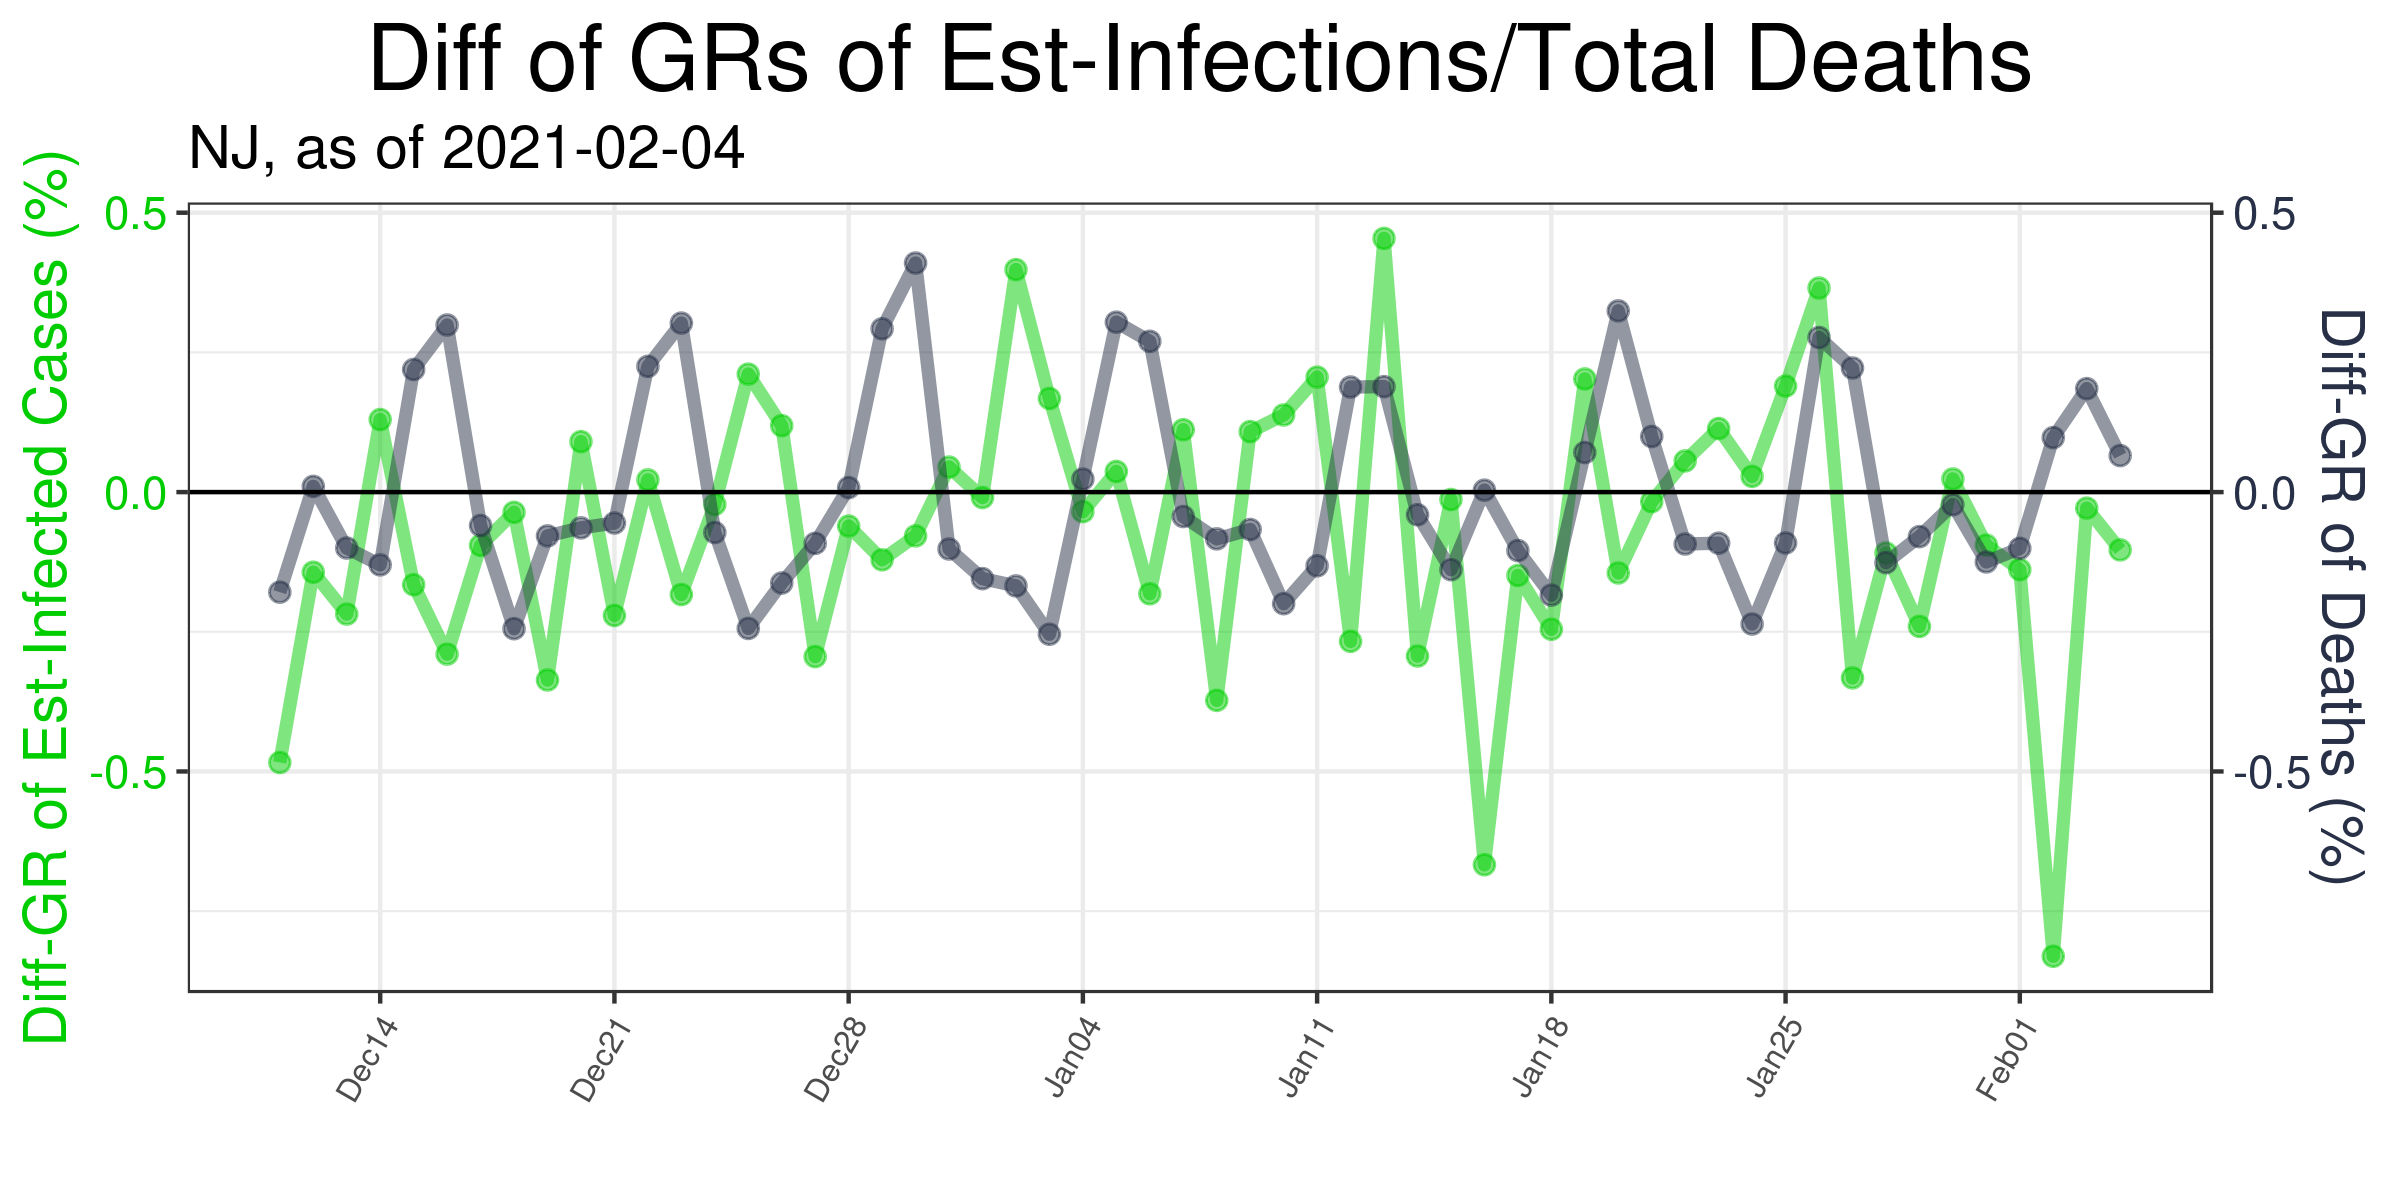 Diff of GRs of Est-Infections/Total Deaths
NJ, as of 2021-02-04
Diff-GR of Est-Infected Cases (%)
0.5
0.0
-0.5
0.5
0.0
-0.5
Diff-GR of Deaths (%)
Dec14
Dec21
Dec28
Jan04
Jan11
Jan18
Jan25
Feb01